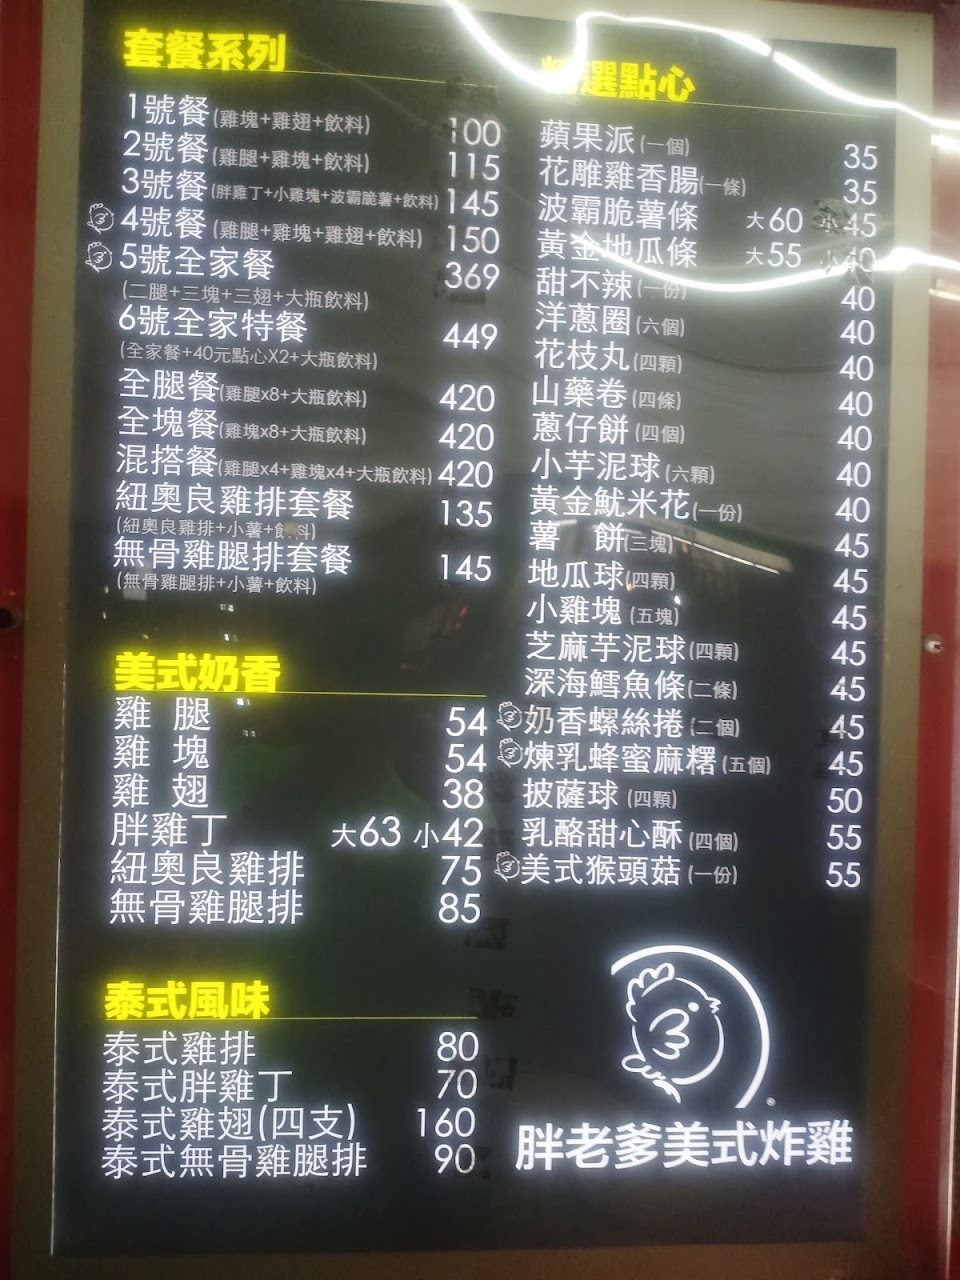 套餐系列
1號餐(雞塊+雞翅+飲料) 100
2號餐(雞腿+雞塊+飲料) 115
3號餐(胖雞丁+小雞塊+波霸脆薯+飲料) 145
4號餐(雞腿+雞塊+雞翅+飲料) 150
5號全家餐 369
(二腿+三塊+三翅+大瓶飲料)
6號全家特餐 449
(全家餐+40元點心X2+大瓶飲料)
全腿餐(雞腿x8+大瓶飲料) 420
全塊餐(雞塊x8+大瓶飲料) 420
混搭餐(雞腿x4+雞塊x4+大瓶飲料) 420
紐奧良雞排套餐 135
(紐奧良雞排+小薯+飲料)
無骨雞腿排套餐 145
(無骨雞腿排+小薯+飲料)
美式奶香
雞腿 54
雞塊 54
雞翅 38
胖雞丁 大63 小42
紐奧良雞排 75
無骨雞腿排 85
泰式風味
泰式雞排 80
泰式胖雞丁 70
泰式雞翅(四支) 160
泰式無骨雞腿排 90
精選點心
蘋果派(一個) 35
花雕雞香腸(一條) 35
波霸脆薯條 大60 小45
黃金地瓜條 大55 小40
甜不辣(一份) 40
洋蔥圈(六個) 40
花枝丸(四顆) 40
山藥卷(四條) 40
蔥仔餅(四個) 40
小芋泥球(六顆) 40
黃金魷米花(一份) 40
薯餅(三塊) 45
地瓜球(四顆) 45
小雞塊(五塊) 45
芝麻芋泥球(四顆) 45
深海鱈魚條(二條) 45
奶香螺絲捲(二個) 45
煉乳蜂蜜麻糬(五個) 45
披薩球(四顆) 50
乳酪甜心酥(四個) 55
美式猴頭菇(一份) 55
胖老爹美式炸雞